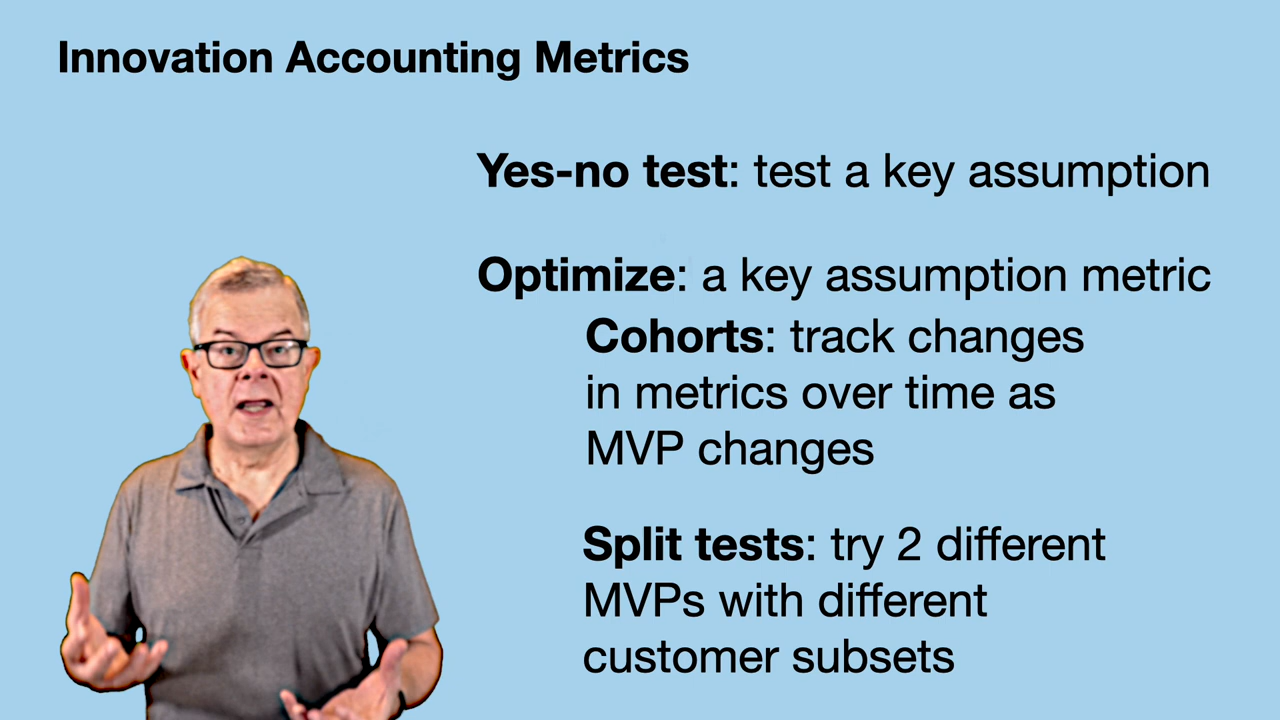 Innovation Accounting Metrics
Yes-no test: test a key assumption
Optimize: a key assumption metric
Cohorts: track changes
in metrics over time as
MVP changes
Split tests: try 2 different
MVPs with different
customer subsets